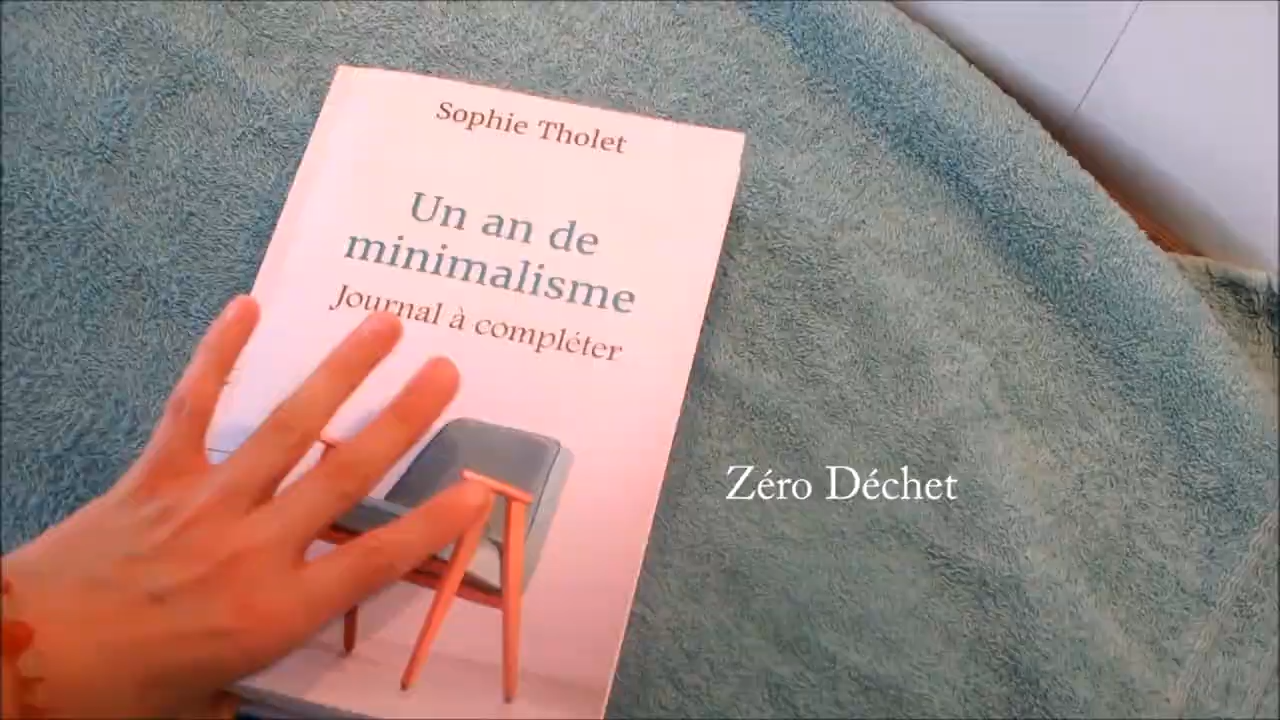 Sophie Tholet
Un an de
minimalisme
Journal à compléter
Zéro Déchet